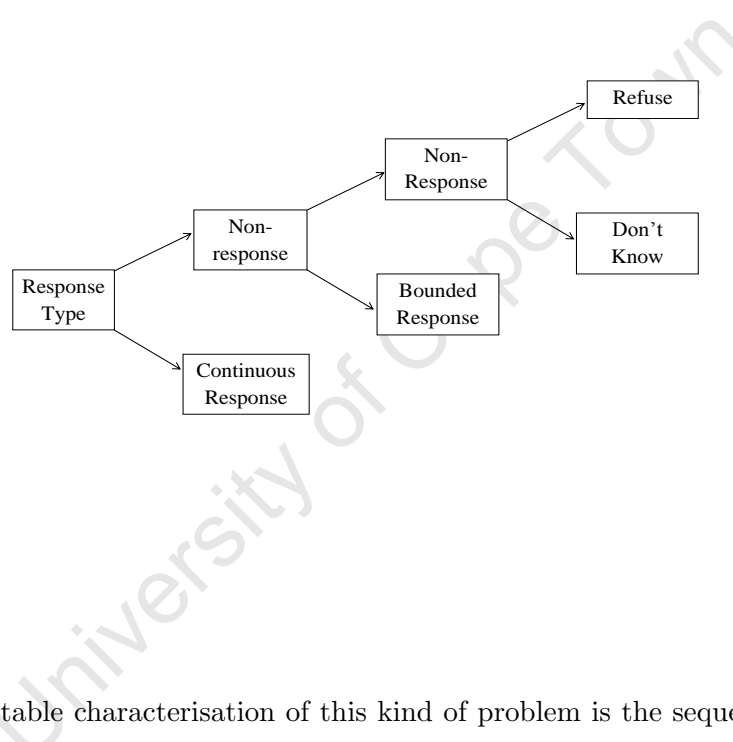 Refuse
Non-
Response
Don't
Know
Non-
response
Bounded
Response
Response
Type
Continuous
Response
University of Cape Town
table characterisation of this kind of problem is the seque